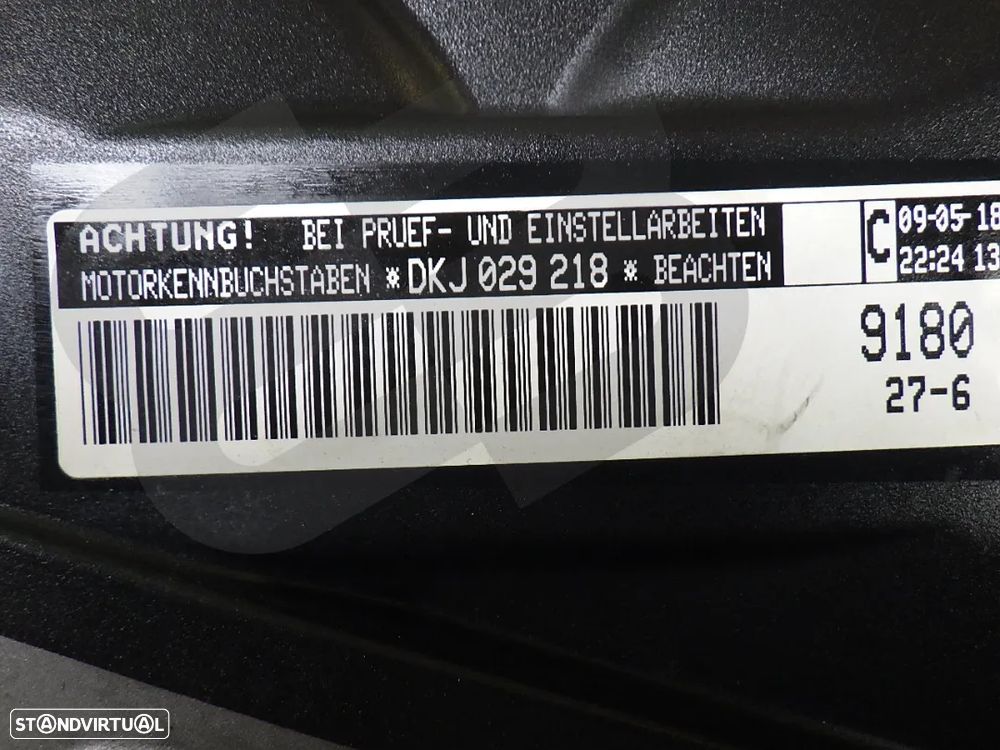 ACHTUNG! BEI PRUEF- UND EINSTELLARBEITEN
MOTORKENNBUCHSTABEN *DKJ 029 218 * BEACHTEN
C
09-05-18
22:24 13
9180
27-6
STANDVIRTUAL